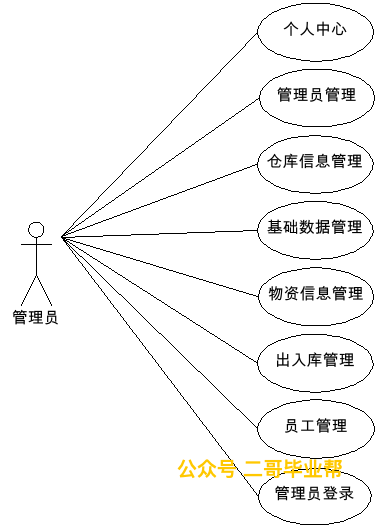 个人中心
管理员管理
仓库信息管理
基础数据管理
物资信息管理
管理员
出入库管理
员工管理
公众号 二哥毕业帮
管理员登录